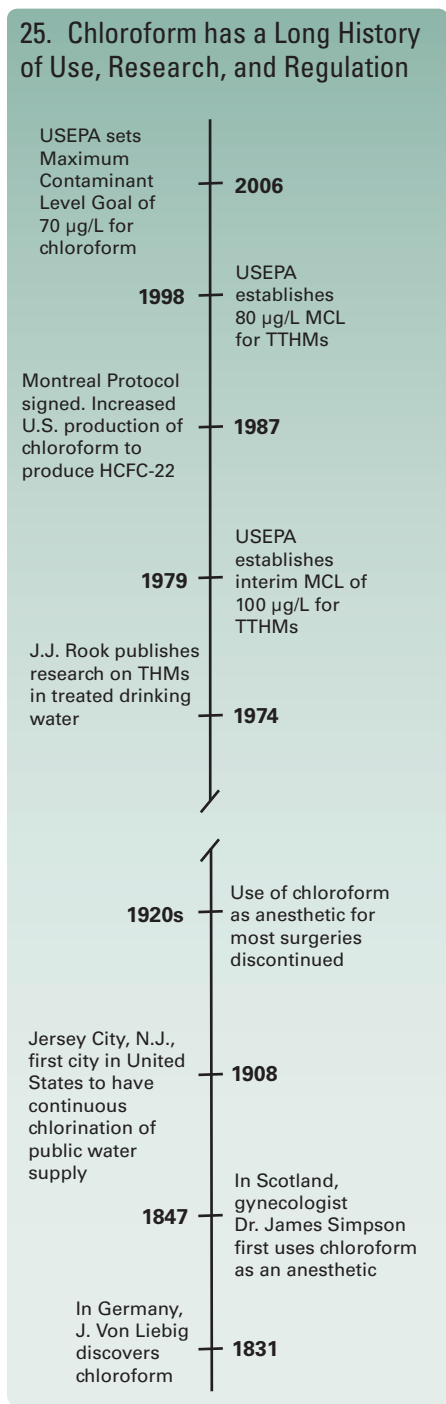 25. Chloroform has a Long History
of Use, Research, and Regulation
USEPA sets
Maximum
Contaminant
Level Goal of
70 µg/L for
chloroform
2006
1998
USEPA
establishes
80 µg/L MCL
for TTHMs
Montreal Protocol
signed. Increased
U.S. production of
chloroform to
produce HCFC-22
1987
1979
USEPA
establishes
interim MCL of
100 µg/L for
TTHMs
J.J. Rook publishes
research on THMs
in treated drinking
water
1974
1920s
Use of chloroform
as anesthetic for
most surgeries
discontinued
Jersey City, N.J.,
first city in United
States to have
continuous
chlorination of
public water
supply
1908
1847
In Scotland,
gynecologist
Dr. James Simpson
first uses chloroform
as an anesthetic
In Germany,
J. Von Liebig
discovers
chloroform
1831